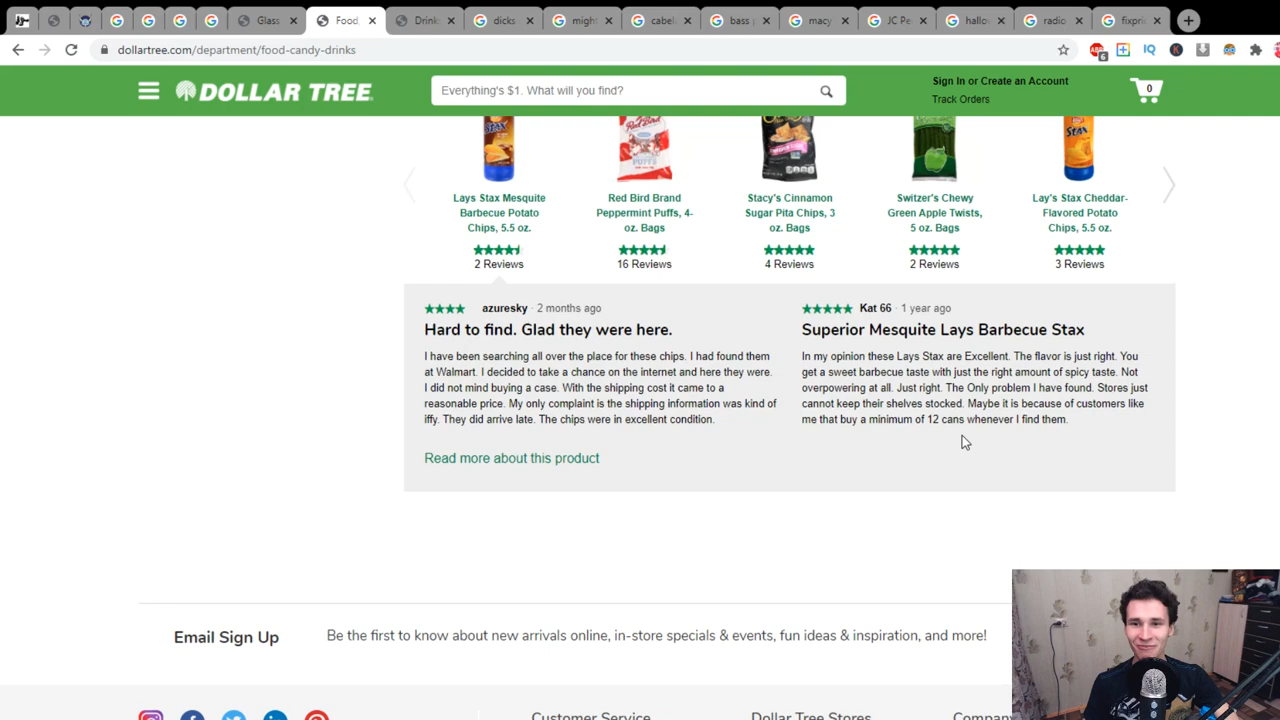 Glass
Food
Drink
dicks
might
cabela
bass p
macy
JC Pe
hallov
radio
fixpri
dollartree.com/department/food-candy-drinks
ABP
6
IQ
K
DOLLAR TREE
Everything's $1. What will you find?
Sign In or Create an Account
Track Orders
0
STAX
Red Bird
PUFFS
STAX
Lays Stax Mesquite
Barbecue Potato
Chips, 5.5 oz.
2 Reviews
Red Bird Brand
Peppermint Puffs, 4-
oz. Bags
16 Reviews
Stacy's Cinnamon
Sugar Pita Chips, 3
oz. Bags
4 Reviews
Switzer's Chewy
Green Apple Twists,
5 oz. Bags
2 Reviews
Lay's Stax Cheddar-
Flavored Potato
Chips, 5.5 oz.
3 Reviews
azuresky · 2 months ago
Hard to find. Glad they were here.
I have been searching all over the place for these chips. I had found them
at Walmart. I decided to take a chance on the internet and here they were.
I did not mind buying a case. With the shipping cost it came to a
reasonable price. My only complaint is the shipping information was kind of
iffy. They did arrive late. The chips were in excellent condition.
Kat 66 · 1 year ago
Superior Mesquite Lays Barbecue Stax
In my opinion these Lays Stax are Excellent. The flavor is just right. You
get a sweet barbecue taste with just the right amount of spicy taste. Not
overpowering at all. Just right. The Only problem I have found. Stores just
cannot keep their shelves stocked. Maybe it is because of customers like
me that buy a minimum of 12 cans whenever I find them.
Read more about this product
Email Sign Up
Be the first to know about new arrivals online, in-store specials & events, fun ideas & inspiration, and more!
Customer Service
Dollar Tree Stores
Compan